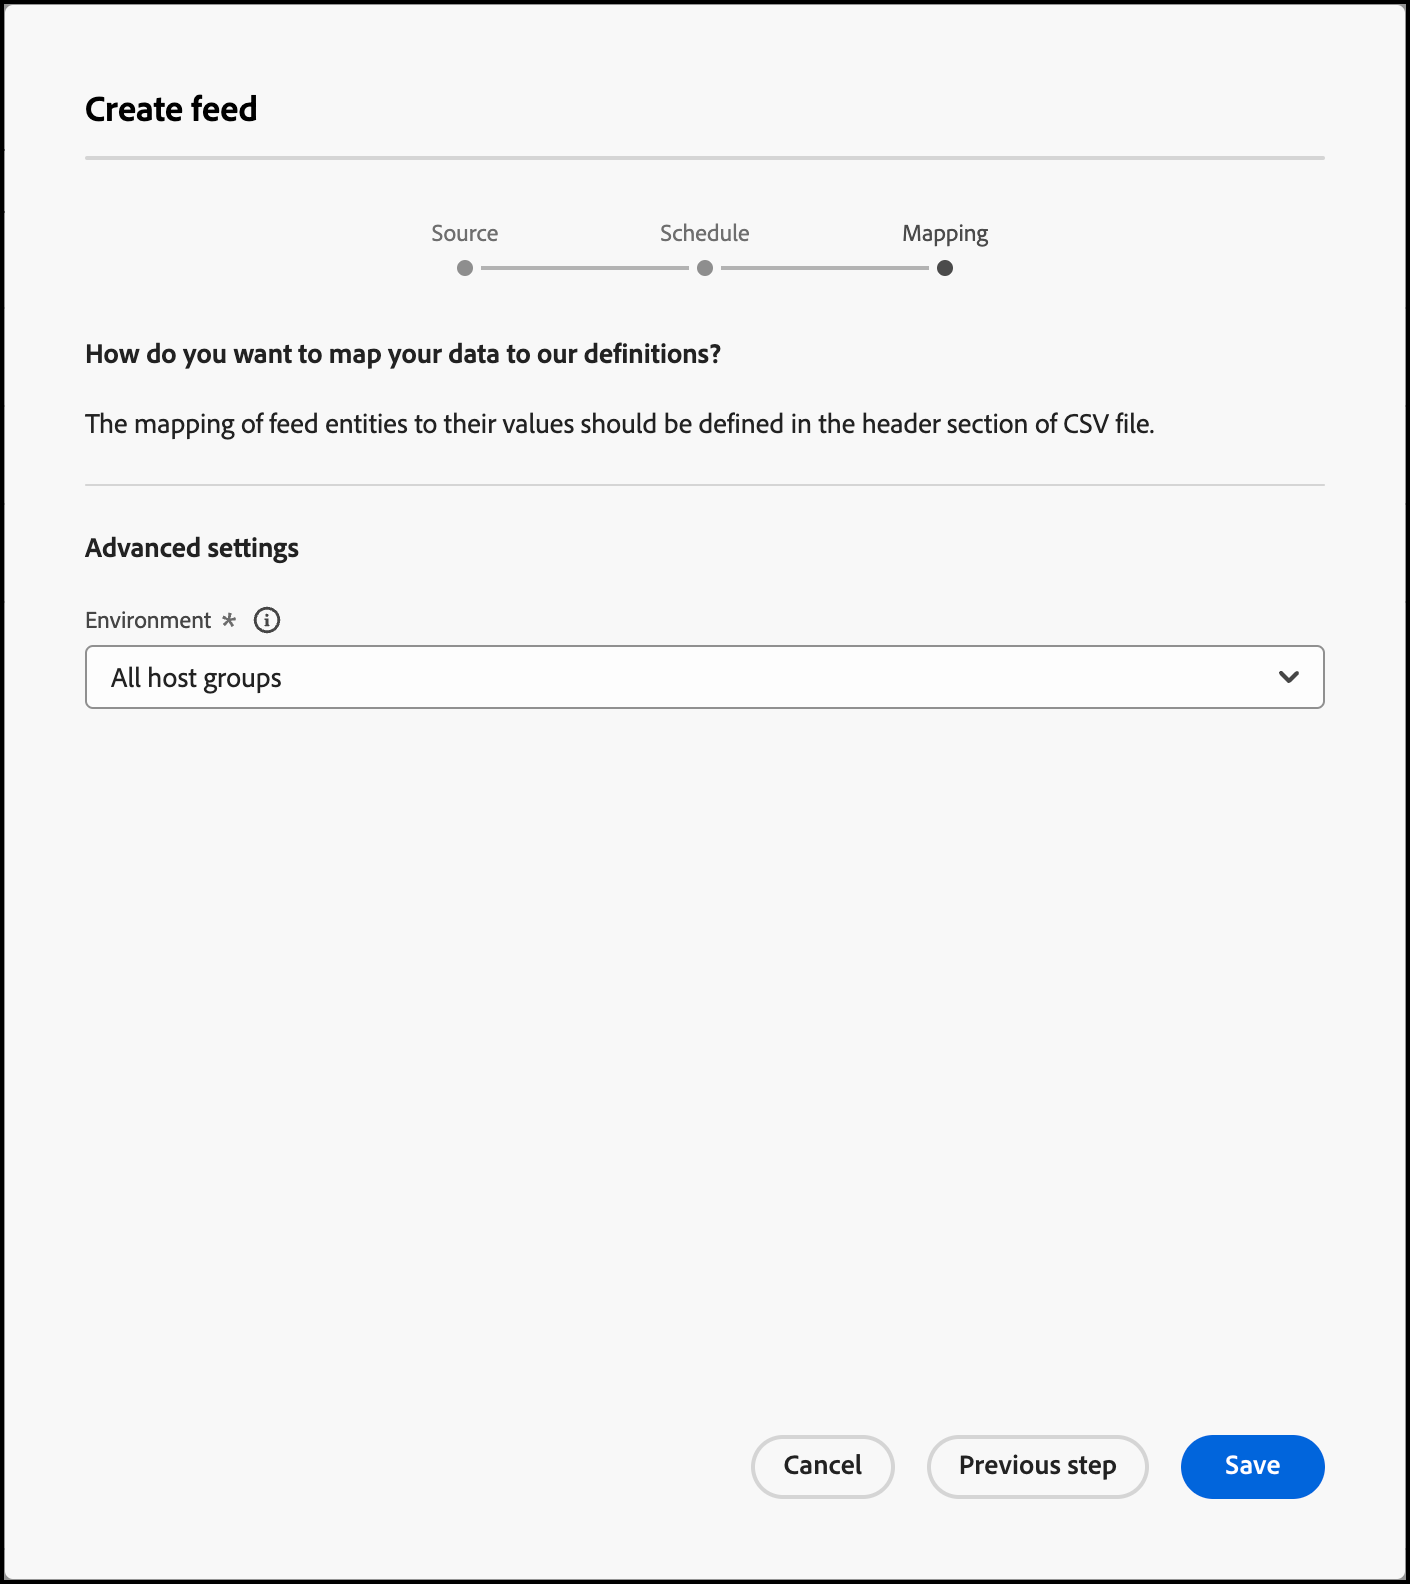 Create feed
Source Schedule Mapping
How do you want to map your data to our definitions?
The mapping of feed entities to their values should be defined in the header section of CSV file.
Advanced settings
Environment *
All host groups
Cancel Previous step Save